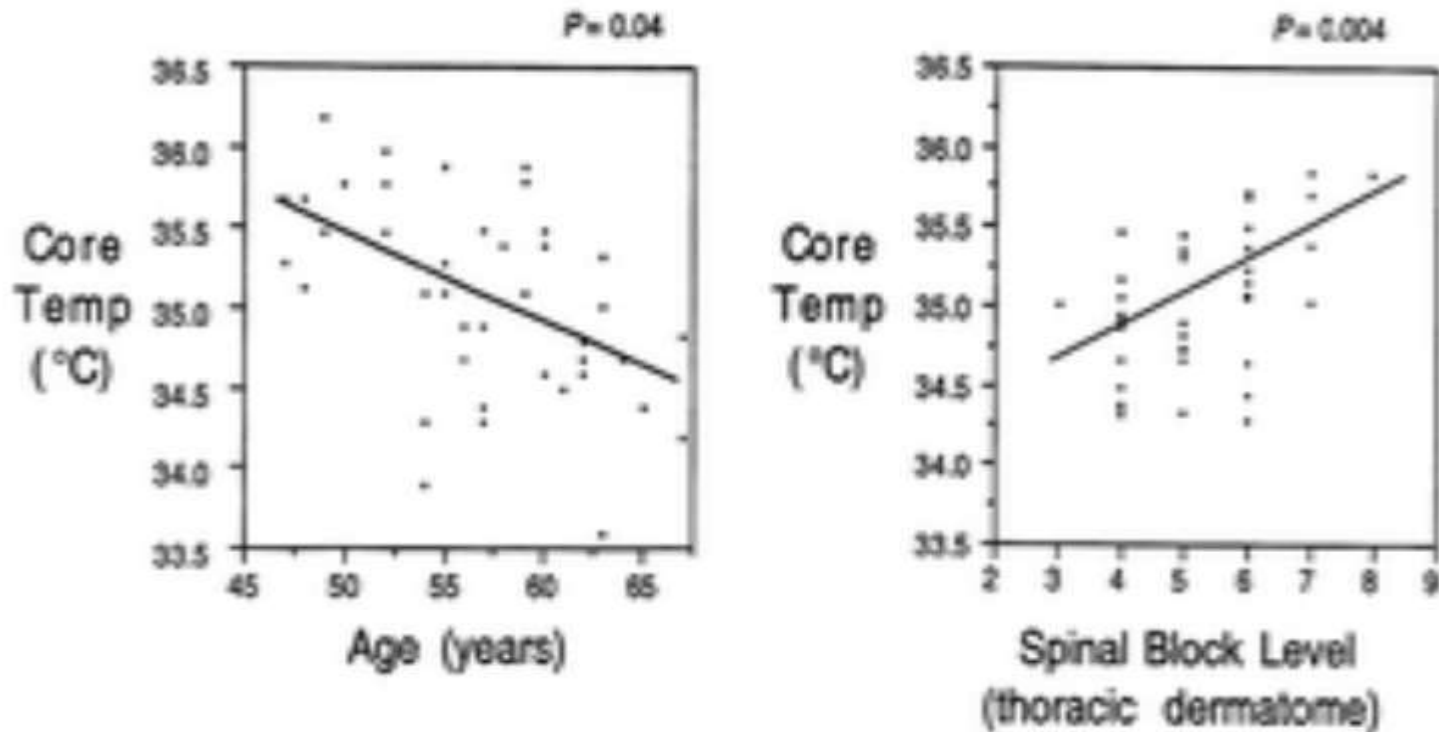 P = 0.04
36.5
36.0
35.5
35.0
34.5
34.0
33.5
Core
Temp
(°C)
45 50 55 60 65
Age (years)
P = 0.004
36.5
36.0
35.5
35.0
34.5
34.0
33.5
Core
Temp
(°C)
2 3 4 5 6 7 8 9
Spinal Block Level
(thoracic dermatome)